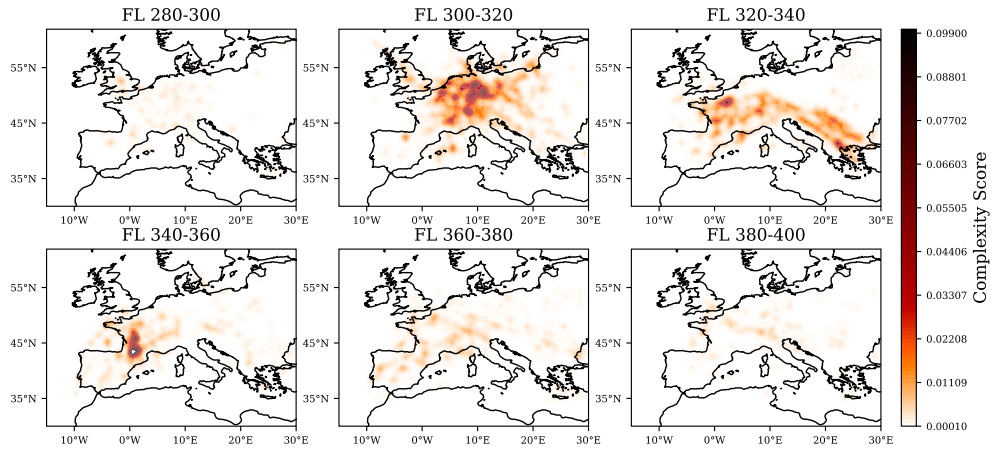 FL 280-300
FL 300-320
FL 320-340
55°N
45°N
35°N
10°W 0°W 10°E 20°E 30°E
55°N
45°N
35°N
10°W 0°W 10°E 20°E 30°E
55°N
45°N
35°N
10°W 0°W 10°E 20°E 30°E
FL 340-360
FL 360-380
FL 380-400
55°N
45°N
35°N
10°W 0°W 10°E 20°E 30°E
55°N
45°N
35°N
10°W 0°W 10°E 20°E 30°E
55°N
45°N
35°N
10°W 0°W 10°E 20°E 30°E
0.09900
0.08801
0.07702
0.06603
0.05505
0.04406
0.03307
0.02208
0.01109
0.00010
Complexity Score